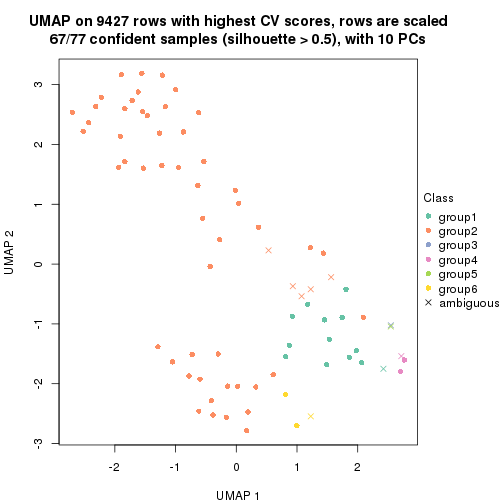 UMAP on 9427 rows with highest CV scores, rows are scaled
67/77 confident samples (silhouette > 0.5), with 10 PCs
3
2
1
0
-1
-2
-3
UMAP 2
-2
-1
0
1
2
UMAP 1
Class
group1
group2
group3
group4
group5
group6
ambiguous